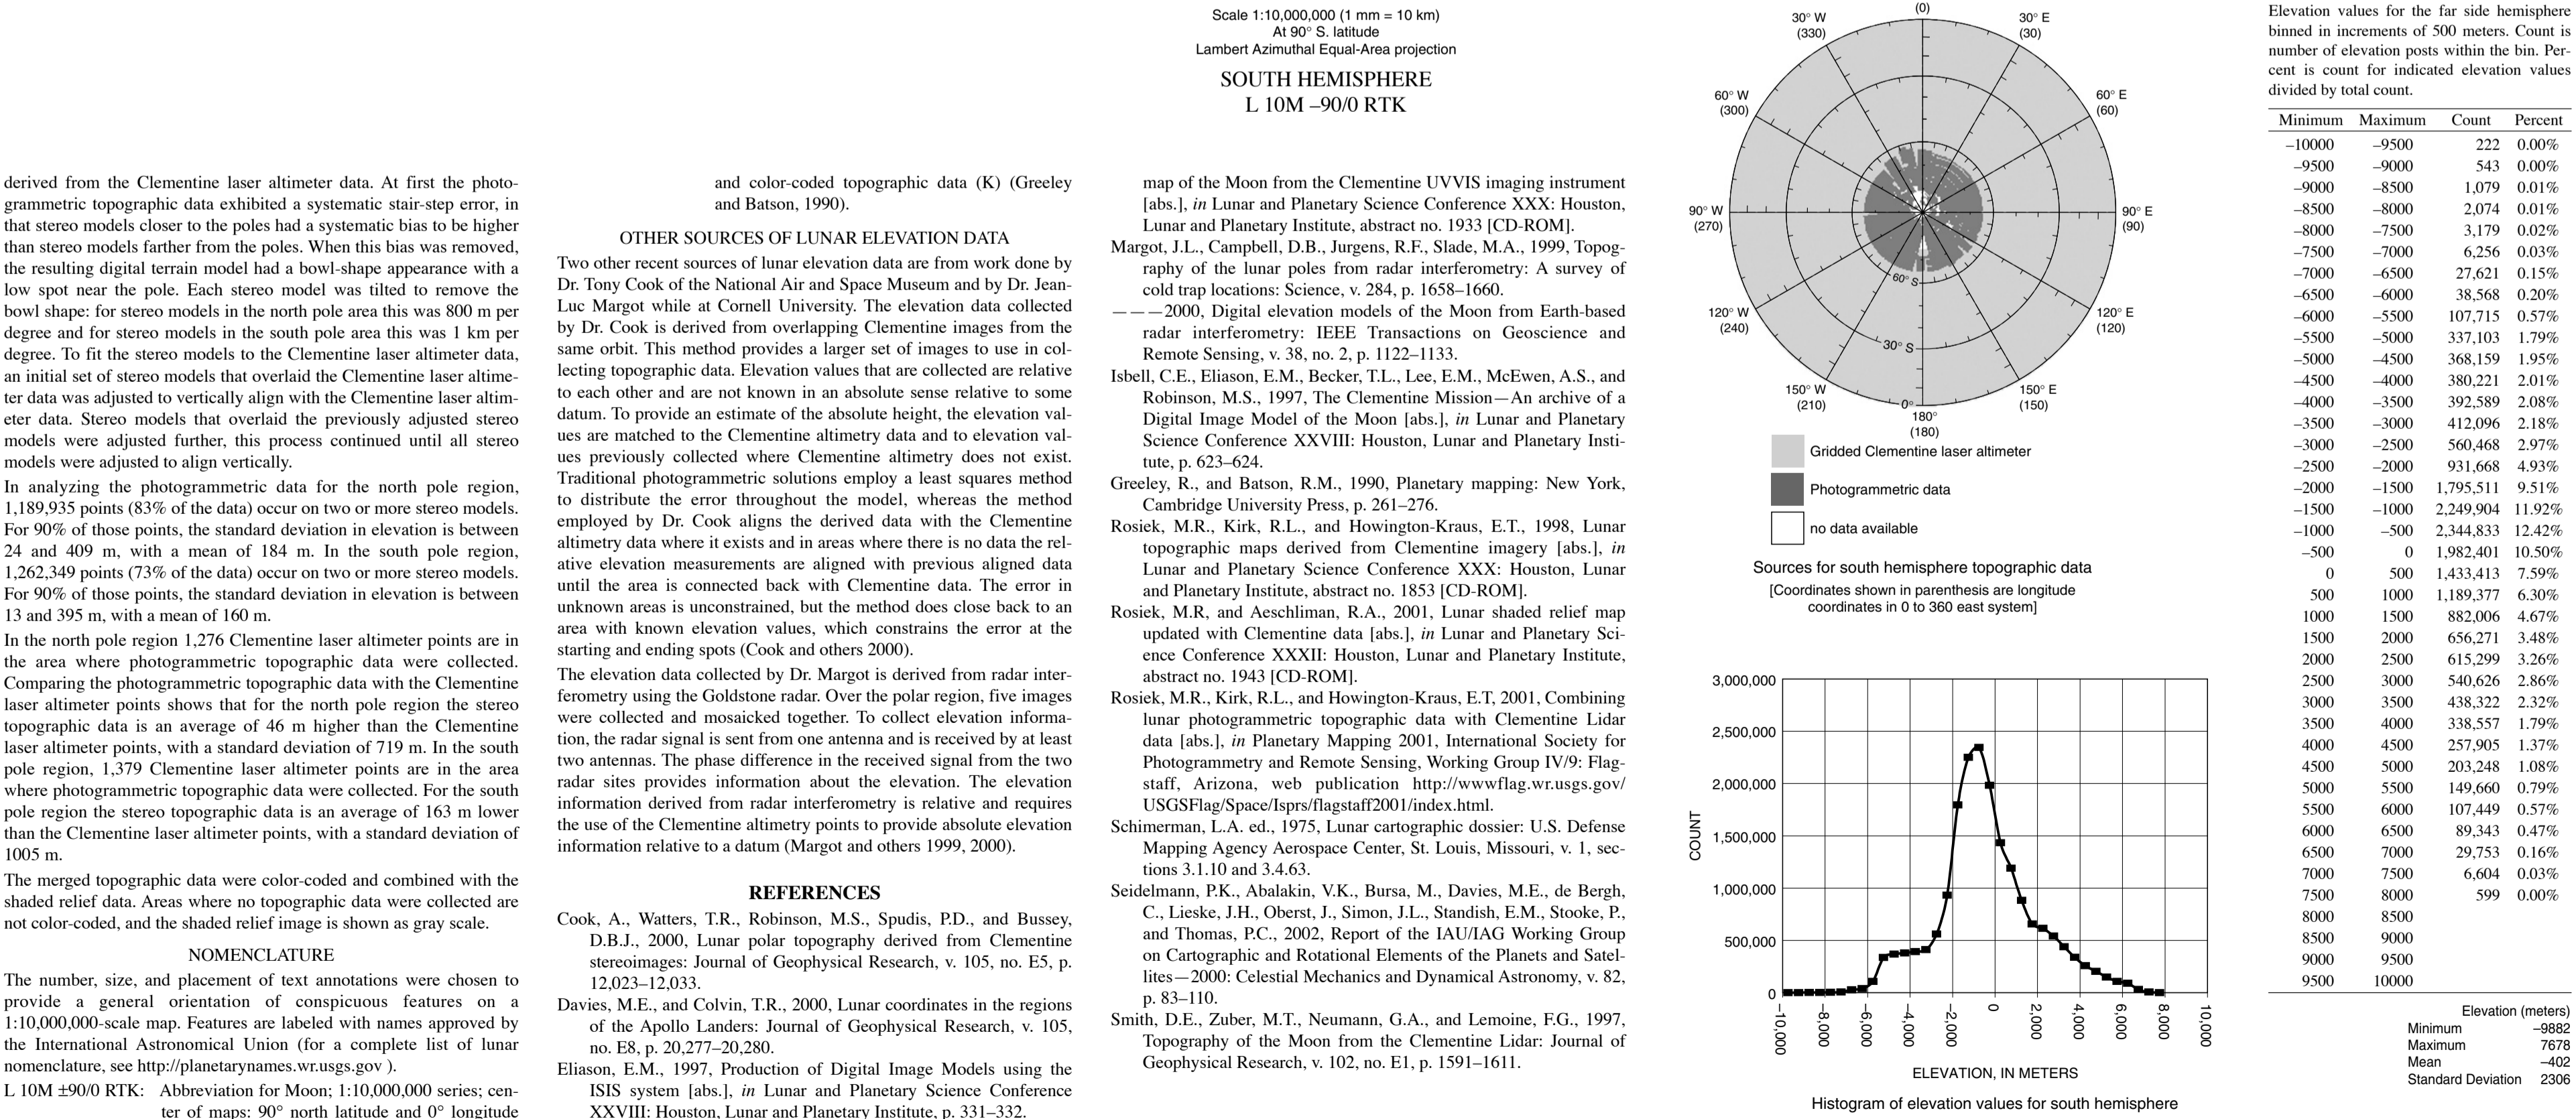 Scale 1:10,000,000 (1 mm = 10 km)
At 90° S. latitude
Lambert Azimuthal Equal-Area projection
SOUTH HEMISPHERE
L 10M –90/0 RTK
derived from the Clementine laser altimeter data. At first the photo-
grammetric topographic data exhibited a systematic stair-step error, in
that stereo models closer to the poles had a systematic bias to be higher
than stereo models farther from the poles. When this bias was removed,
the resulting digital terrain model had a bowl-shape appearance with a
low spot near the pole. Each stereo model was tilted to remove the
bowl shape: for stereo models in the north pole area this was 800 m per
degree and for stereo models in the south pole area this was 1 km per
degree. To fit the stereo models to the Clementine laser altimeter data,
an initial set of stereo models that overlaid the Clementine laser altime-
ter data was adjusted to vertically align with the Clementine laser altim-
eter data. Stereo models that overlaid the previously adjusted stereo
models were adjusted further, this process continued until all stereo
models were adjusted to align vertically.
In analyzing the photogrammetric data for the north pole region,
1,189,935 points (83% of the data) occur on two or more stereo models.
For 90% of those points, the standard deviation in elevation is between
24 and 409 m, with a mean of 184 m. In the south pole region,
1,262,349 points (73% of the data) occur on two or more stereo models.
For 90% of those points, the standard deviation in elevation is between
13 and 395 m, with a mean of 160 m.
In the north pole region 1,276 Clementine laser altimeter points are in
the area where photogrammetric topographic data were collected.
Comparing the photogrammetric topographic data with the Clementine
laser altimeter points shows that for the north pole region the stereo
topographic data is an average of 46 m higher than the Clementine
laser altimeter points, with a standard deviation of 719 m. In the south
pole region, 1,379 Clementine laser altimeter points are in the area
where photogrammetric topographic data were collected. For the south
pole region the stereo topographic data is an average of 163 m lower
than the Clementine laser altimeter points, with a standard deviation of
1005 m.
The merged topographic data were color-coded and combined with the
shaded relief data. Areas where no topographic data were collected are
not color-coded, and the shaded relief image is shown as gray scale.
NOMENCLATURE
The number, size, and placement of text annotations were chosen to
provide a general orientation of conspicuous features on a
1:10,000,000-scale map. Features are labeled with names approved by
the International Astronomical Union (for a complete list of lunar
nomenclature, see http://planetarynames.wr.usgs.gov ).
L 10M ±90/0 RTK: Abbreviation for Moon; 1:10,000,000 series; cen-
ter of maps: 90° north latitude and 0° longitude
and color-coded topographic data (K) (Greeley
and Batson, 1990).
OTHER SOURCES OF LUNAR ELEVATION DATA
Two other recent sources of lunar elevation data are from work done by
Dr. Tony Cook of the National Air and Space Museum and by Dr. Jean-
Luc Margot while at Cornell University. The elevation data collected
by Dr. Cook is derived from overlapping Clementine images from the
same orbit. This method provides a larger set of images to use in col-
lecting topographic data. Elevation values that are collected are relative
to each other and are not known in an absolute sense relative to some
datum. To provide an estimate of the absolute height, the elevation val-
ues are matched to the Clementine altimetry data and to elevation val-
ues previously collected where Clementine altimetry does not exist.
Traditional photogrammetric solutions employ a least squares method
to distribute the error throughout the model, whereas the method
employed by Dr. Cook aligns the derived data with the Clementine
altimetry data where it exists and in areas where there is no data the rel-
ative elevation measurements are aligned with previous aligned data
until the area is connected back with Clementine data. The error in
unknown areas is unconstrained, but the method does close back to an
area with known elevation values, which constrains the error at the
starting and ending spots (Cook and others 2000).
The elevation data collected by Dr. Margot is derived from radar inter-
ferometry using the Goldstone radar. Over the polar region, five images
were collected and mosaicked together. To collect elevation informa-
tion, the radar signal is sent from one antenna and is received by at least
two antennas. The phase difference in the received signal from the two
radar sites provides information about the elevation. The elevation
information derived from radar interferometry is relative and requires
the use of the Clementine altimetry points to provide absolute elevation
information relative to a datum (Margot and others 1999, 2000).
REFERENCES
Cook, A., Watters, T.R., Robinson, M.S., Spudis, P.D., and Bussey,
D.B.J., 2000, Lunar polar topography derived from Clementine
stereoimages: Journal of Geophysical Research, v. 105, no. E5, p.
12,023–12,033.
Davies, M.E., and Colvin, T.R., 2000, Lunar coordinates in the regions
of the Apollo Landers: Journal of Geophysical Research, v. 105,
no. E8, p. 20,277–20,280.
Eliason, E.M., 1997, Production of Digital Image Models using the
ISIS system [abs.], in Lunar and Planetary Science Conference
XXVIII: Houston, Lunar and Planetary Institute, p. 331–332.
map of the Moon from the Clementine UVVIS imaging instrument
[abs.], in Lunar and Planetary Science Conference XXX: Houston,
Lunar and Planetary Institute, abstract no. 1933 [CD-ROM].
Margot, J.L., Campbell, D.B., Jurgens, R.F., Slade, M.A., 1999, Topog-
raphy of the lunar poles from radar interferometry: A survey of
cold trap locations: Science, v. 284, p. 1658–1660.
———2000, Digital elevation models of the Moon from Earth-based
radar interferometry: IEEE Transactions on Geoscience and
Remote Sensing, v. 38, no. 2, p. 1122–1133.
Isbell, C.E., Eliason, E.M., Becker, T.L., Lee, E.M., McEwen, A.S., and
Robinson, M.S., 1997, The Clementine Mission—An archive of a
Digital Image Model of the Moon [abs.], in Lunar and Planetary
Science Conference XXVIII: Houston, Lunar and Planetary Insti-
tute, p. 623–624.
Greeley, R., and Batson, R.M., 1990, Planetary mapping: New York,
Cambridge University Press, p. 261–276.
Rosiek, M.R., Kirk, R.L., and Howington-Kraus, E.T., 1998, Lunar
topographic maps derived from Clementine imagery [abs.], in
Lunar and Planetary Science Conference XXX: Houston, Lunar
and Planetary Institute, abstract no. 1853 [CD-ROM].
Rosiek, M.R, and Aeschliman, R.A., 2001, Lunar shaded relief map
updated with Clementine data [abs.], in Lunar and Planetary Sci-
ence Conference XXXII: Houston, Lunar and Planetary Institute,
abstract no. 1943 [CD-ROM].
Rosiek, M.R., Kirk, R.L., and Howington-Kraus, E.T, 2001, Combining
lunar photogrammetric topographic data with Clementine Lidar
data [abs.], in Planetary Mapping 2001, International Society for
Photogrammetry and Remote Sensing, Working Group IV/9: Flag-
staff, Arizona, web publication http://wwwflag.wr.usgs.gov/
USGSFlag/Space/Isprs/flagstaff2001/index.html.
Schimerman, L.A. ed., 1975, Lunar cartographic dossier: U.S. Defense
Mapping Agency Aerospace Center, St. Louis, Missouri, v. 1, sec-
tions 3.1.10 and 3.4.63.
Seidelmann, P.K., Abalakin, V.K., Bursa, M., Davies, M.E., de Bergh,
C., Lieske, J.H., Oberst, J., Simon, J.L., Standish, E.M., Stooke, P.,
and Thomas, P.C., 2002, Report of the IAU/IAG Working Group
on Cartographic and Rotational Elements of the Planets and Satel-
lites—2000: Celestial Mechanics and Dynamical Astronomy, v. 82,
p. 83–110.
Smith, D.E., Zuber, M.T., Neumann, G.A., and Lemoine, F.G., 1997,
Topography of the Moon from the Clementine Lidar: Journal of
Geophysical Research, v. 102, no. E1, p. 1591–1611.
(0)
30° W
(330)
30° E
(30)
60° W
(300)
60° E
(60)
90° W
(270)
90° E
(90)
60° S
120° W
(240)
120° E
(120)
30° S
150° W
(210)
150° E
(150)
0°
180°
(180)
Gridded Clementine laser altimeter
Photogrammetric data
no data available
Sources for south hemisphere topographic data
[Coordinates shown in parenthesis are longitude
coordinates in 0 to 360 east system]
3,000,000
2,500,000
2,000,000
1,500,000
1,000,000
500,000
0
COUNT
–10,000
–8,000
–6,000
–4,000
–2,000
0
2,000
4,000
6,000
8,000
10,000
ELEVATION, IN METERS
Histogram of elevation values for south hemisphere
Elevation values for the far side hemisphere
binned in increments of 500 meters. Count is
number of elevation posts within the bin. Per-
cent is count for indicated elevation values
divided by total count.
Minimum Maximum Count Percent
–10000 –9500 222 0.00%
–9500 –9000 543 0.00%
–9000 –8500 1,079 0.01%
–8500 –8000 2,074 0.01%
–8000 –7500 3,179 0.02%
–7500 –7000 6,256 0.03%
–7000 –6500 27,621 0.15%
–6500 –6000 38,568 0.20%
–6000 –5500 107,715 0.57%
–5500 –5000 337,103 1.79%
–5000 –4500 368,159 1.95%
–4500 –4000 380,221 2.01%
–4000 –3500 392,589 2.08%
–3500 –3000 412,096 2.18%
–3000 –2500 560,468 2.97%
–2500 –2000 931,668 4.93%
–2000 –1500 1,795,511 9.51%
–1500 –1000 2,249,904 11.92%
–1000 –500 2,344,833 12.42%
–500 0 1,982,401 10.50%
0 500 1,433,413 7.59%
500 1000 1,189,377 6.30%
1000 1500 882,006 4.67%
1500 2000 656,271 3.48%
2000 2500 615,299 3.26%
2500 3000 540,626 2.86%
3000 3500 438,322 2.32%
3500 4000 338,557 1.79%
4000 4500 257,905 1.37%
4500 5000 203,248 1.08%
5000 5500 149,660 0.79%
5500 6000 107,449 0.57%
6000 6500 89,343 0.47%
6500 7000 29,753 0.16%
7000 7500 6,604 0.03%
7500 8000 599 0.00%
8000 8500
8500 9000
9000 9500
9500 10000
Elevation (meters)
Minimum –9882
Maximum 7678
Mean –402
Standard Deviation 2306